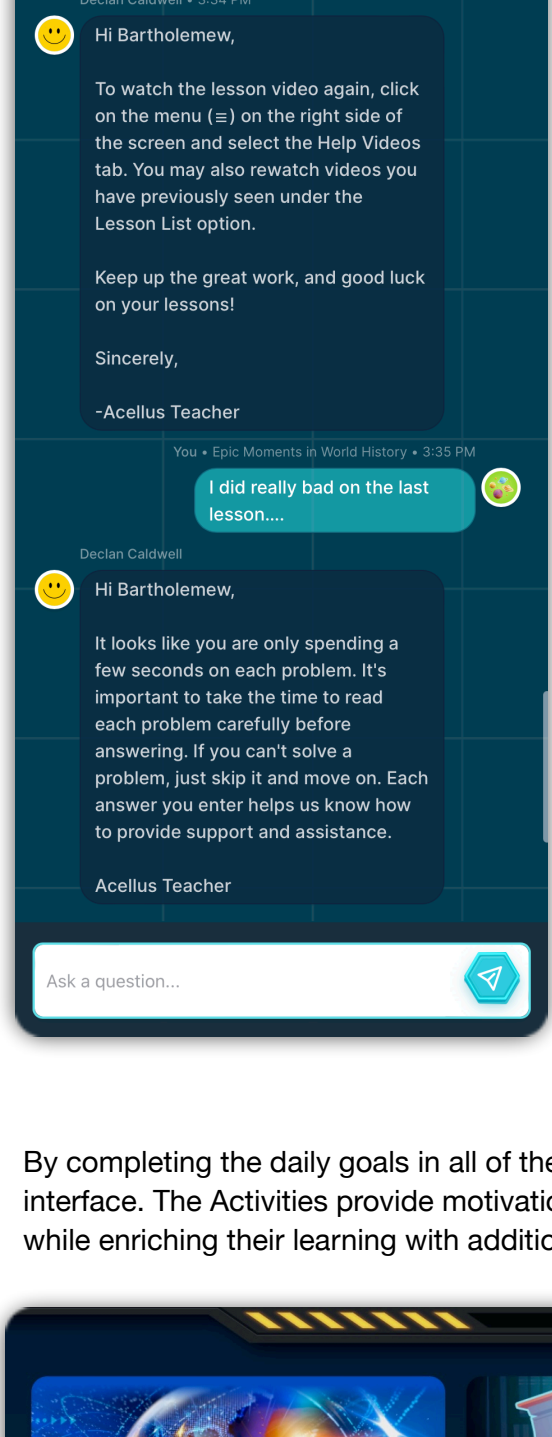 Declan Caldwell • 3:34 PM
Hi Bartholemew,
To watch the lesson video again, click
on the menu (≡) on the right side of
the screen and select the Help Videos
tab. You may also rewatch videos you
have previously seen under the
Lesson List option.
Keep up the great work, and good luck
on your lessons!
Sincerely,
-Acellus Teacher
You • Epic Moments in World History • 3:35 PM
I did really bad on the last
lesson....
Declan Caldwell
Hi Bartholemew,
It looks like you are only spending a
few seconds on each problem. It's
important to take the time to read
each problem carefully before
answering. If you can't solve a
problem, just skip it and move on. Each
answer you enter helps us know how
to provide support and assistance.
Acellus Teacher
Ask a question...
By completing the daily goals in all of the
interface. The Activities provide motivatio
while enriching their learning with additio